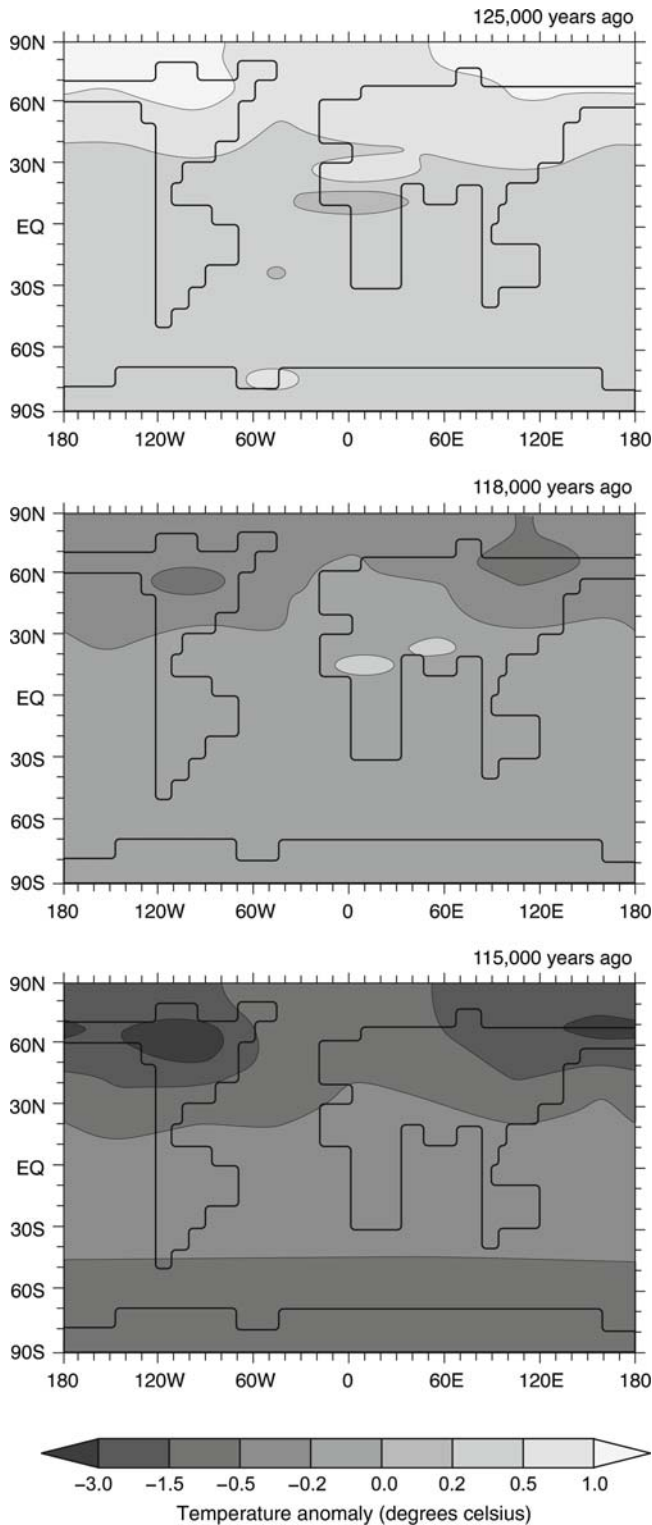 125,000 years ago
90N
60N
30N
EQ
30S
60S
90S
180 120W 60W 0 60E 120E 180
118,000 years ago
90N
60N
30N
EQ
30S
60S
90S
180 120W 60W 0 60E 120E 180
115,000 years ago
90N
60N
30N
EQ
30S
60S
90S
180 120W 60W 0 60E 120E 180
−3.0 −1.5 −0.5 −0.2 0.0 0.2 0.5 1.0
Temperature anomaly (degrees celsius)